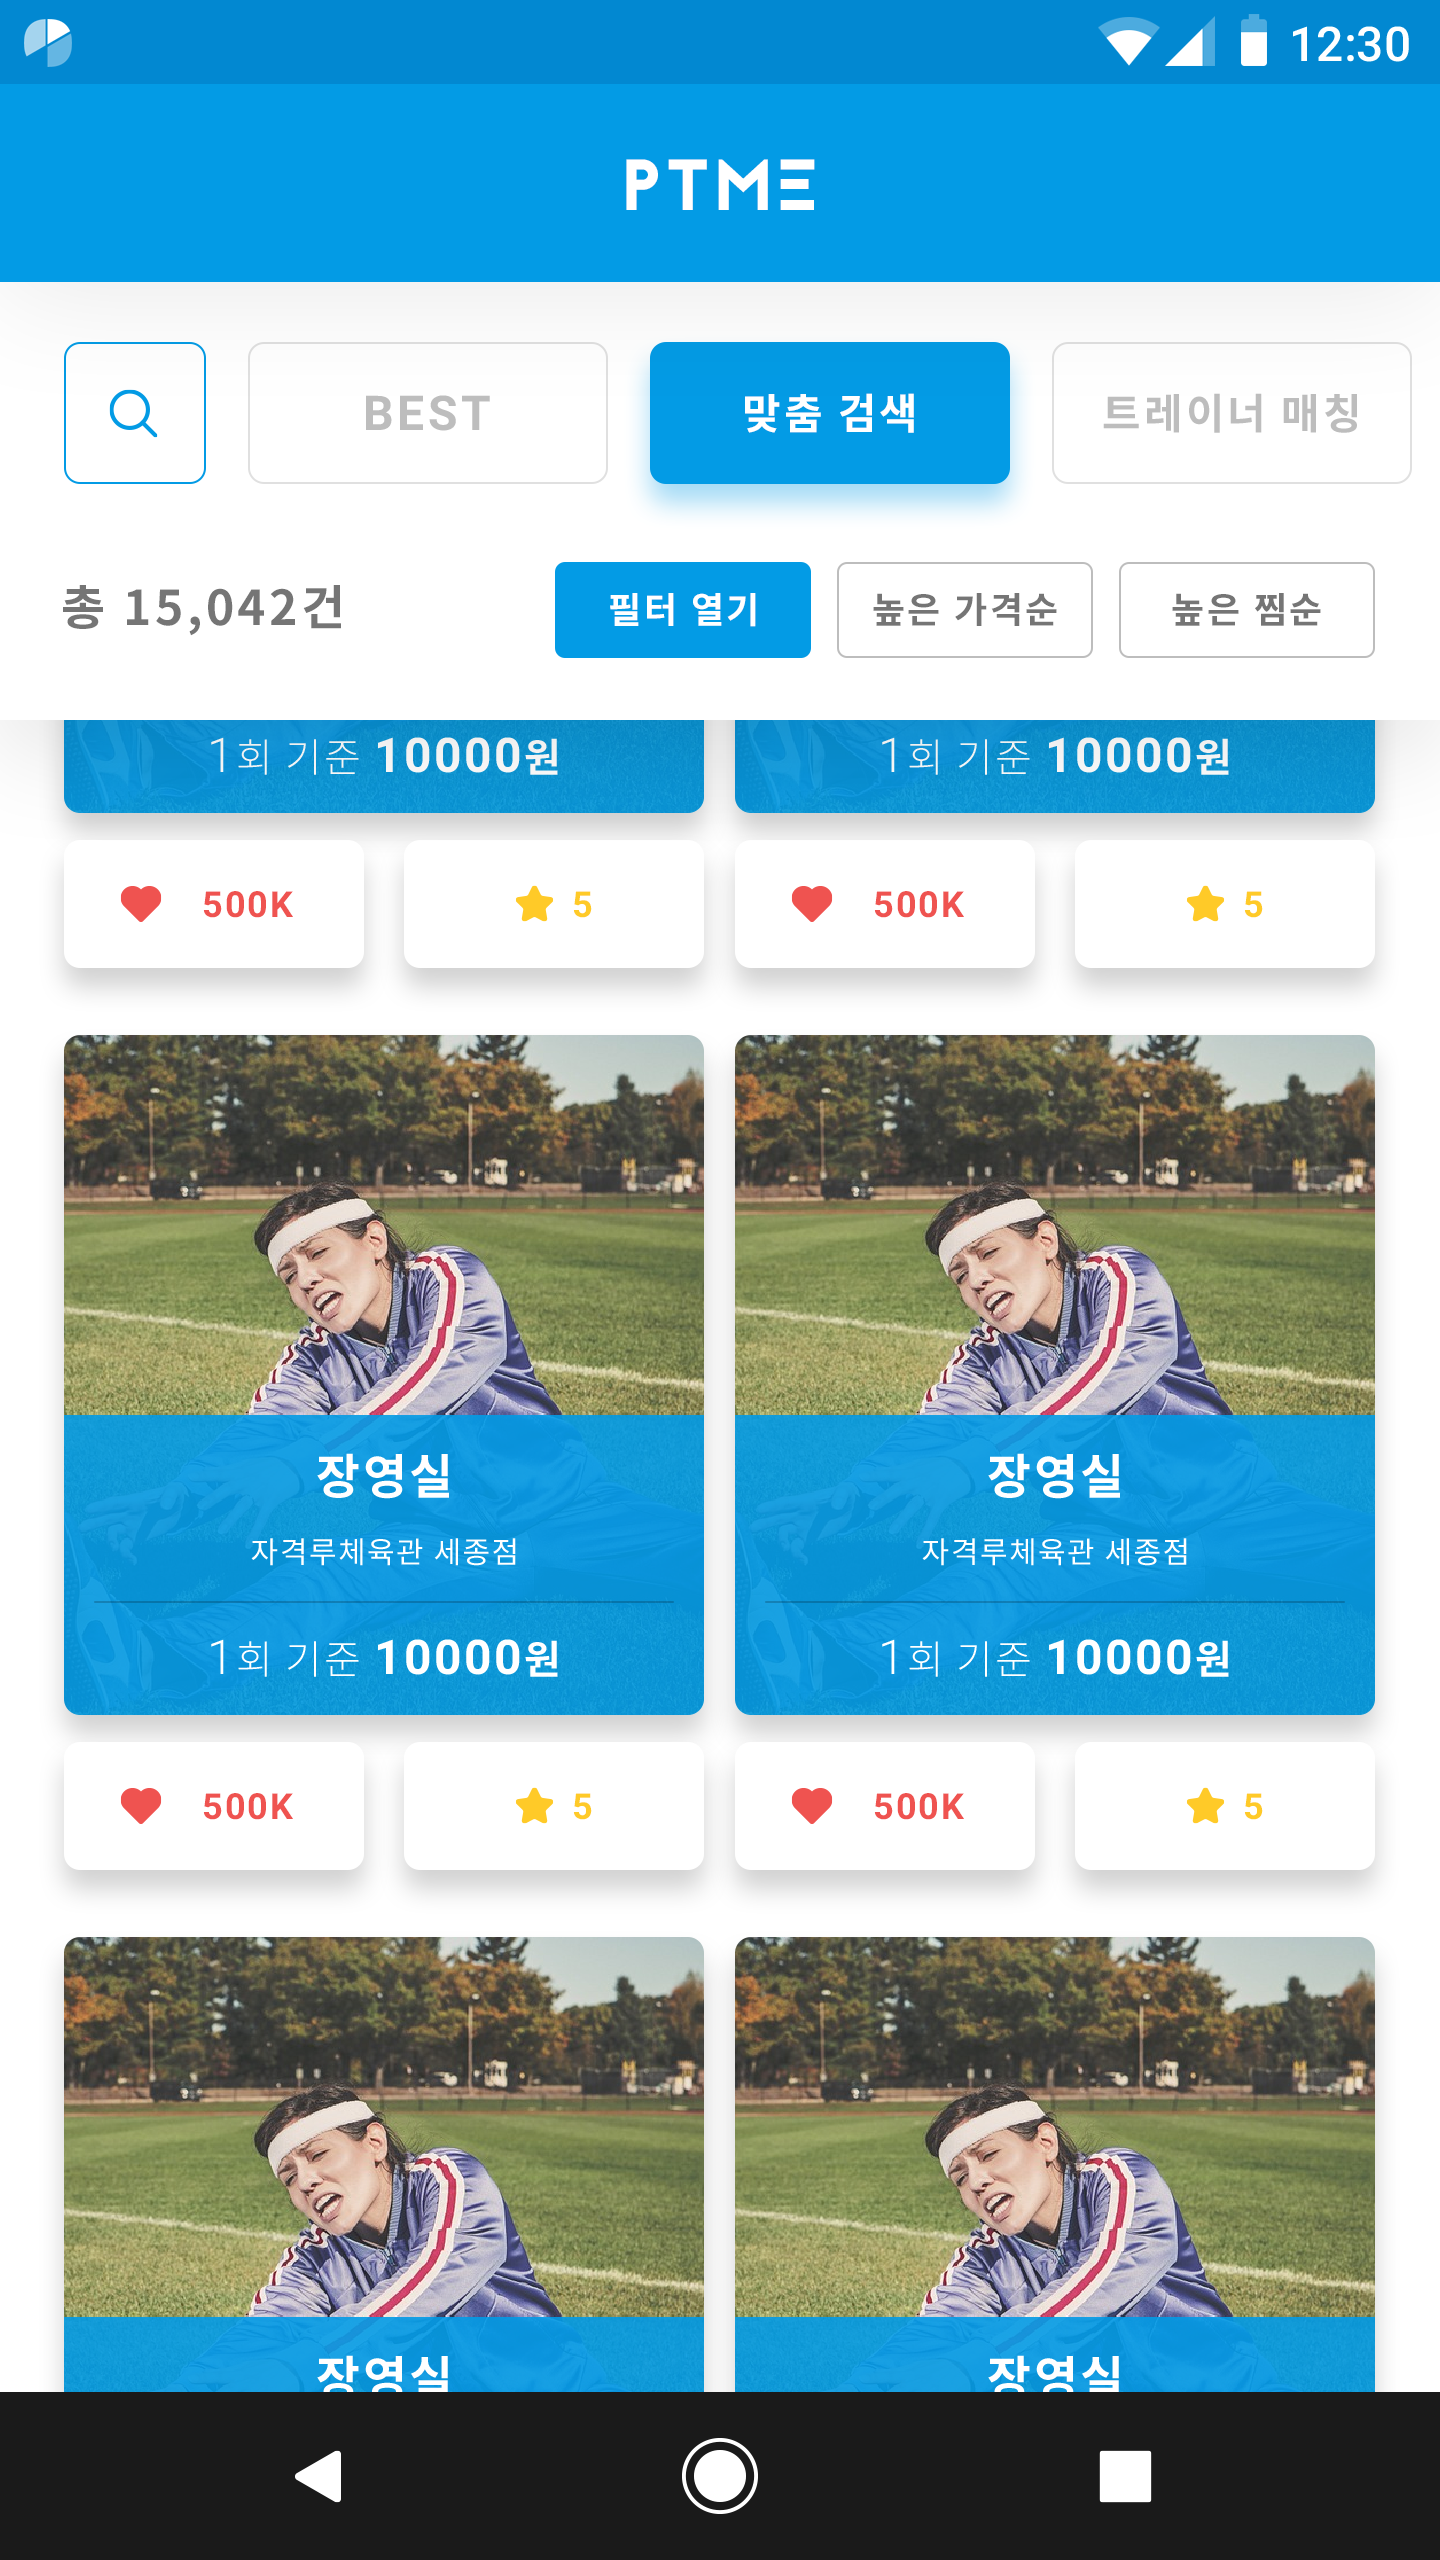 12:30
PTME
BEST 맞춤 검색 트레이너 매칭
총 15,042건 필터 열기 높은 가격순 높은 찜순
1회 기준 10000원 1회 기준 10000원
500K 5 500K 5
장영실 장영실
자격루체육관 세종점 자격루체육관 세종점
1회 기준 10000원 1회 기준 10000원
500K 5 500K 5
장영실 장영실